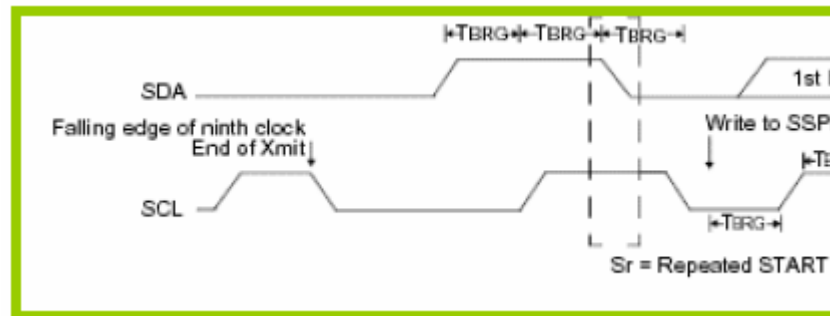 TBRG TBRG TBRG
SDA
1st
Falling edge of ninth clock
End of Xmit
Write to SSP
SCL
TBRG
Sr = Repeated START